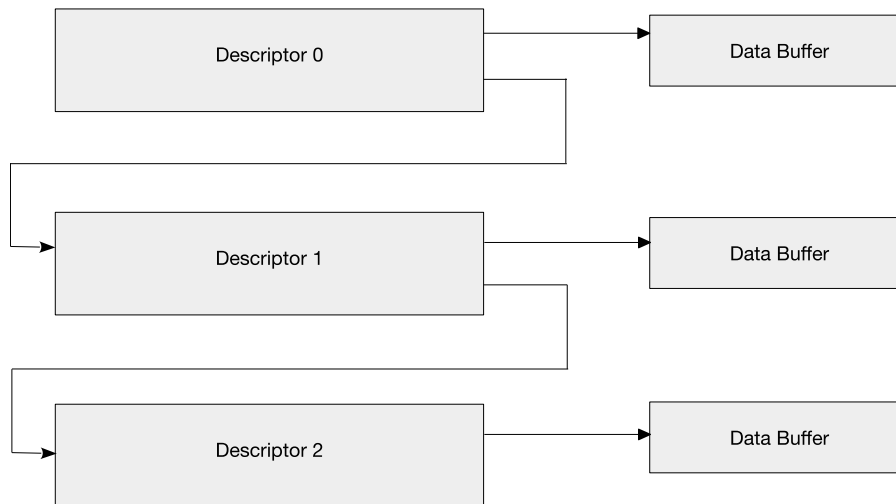 Descriptor 0
Data Buffer
Descriptor 1
Data Buffer
Descriptor 2
Data Buffer